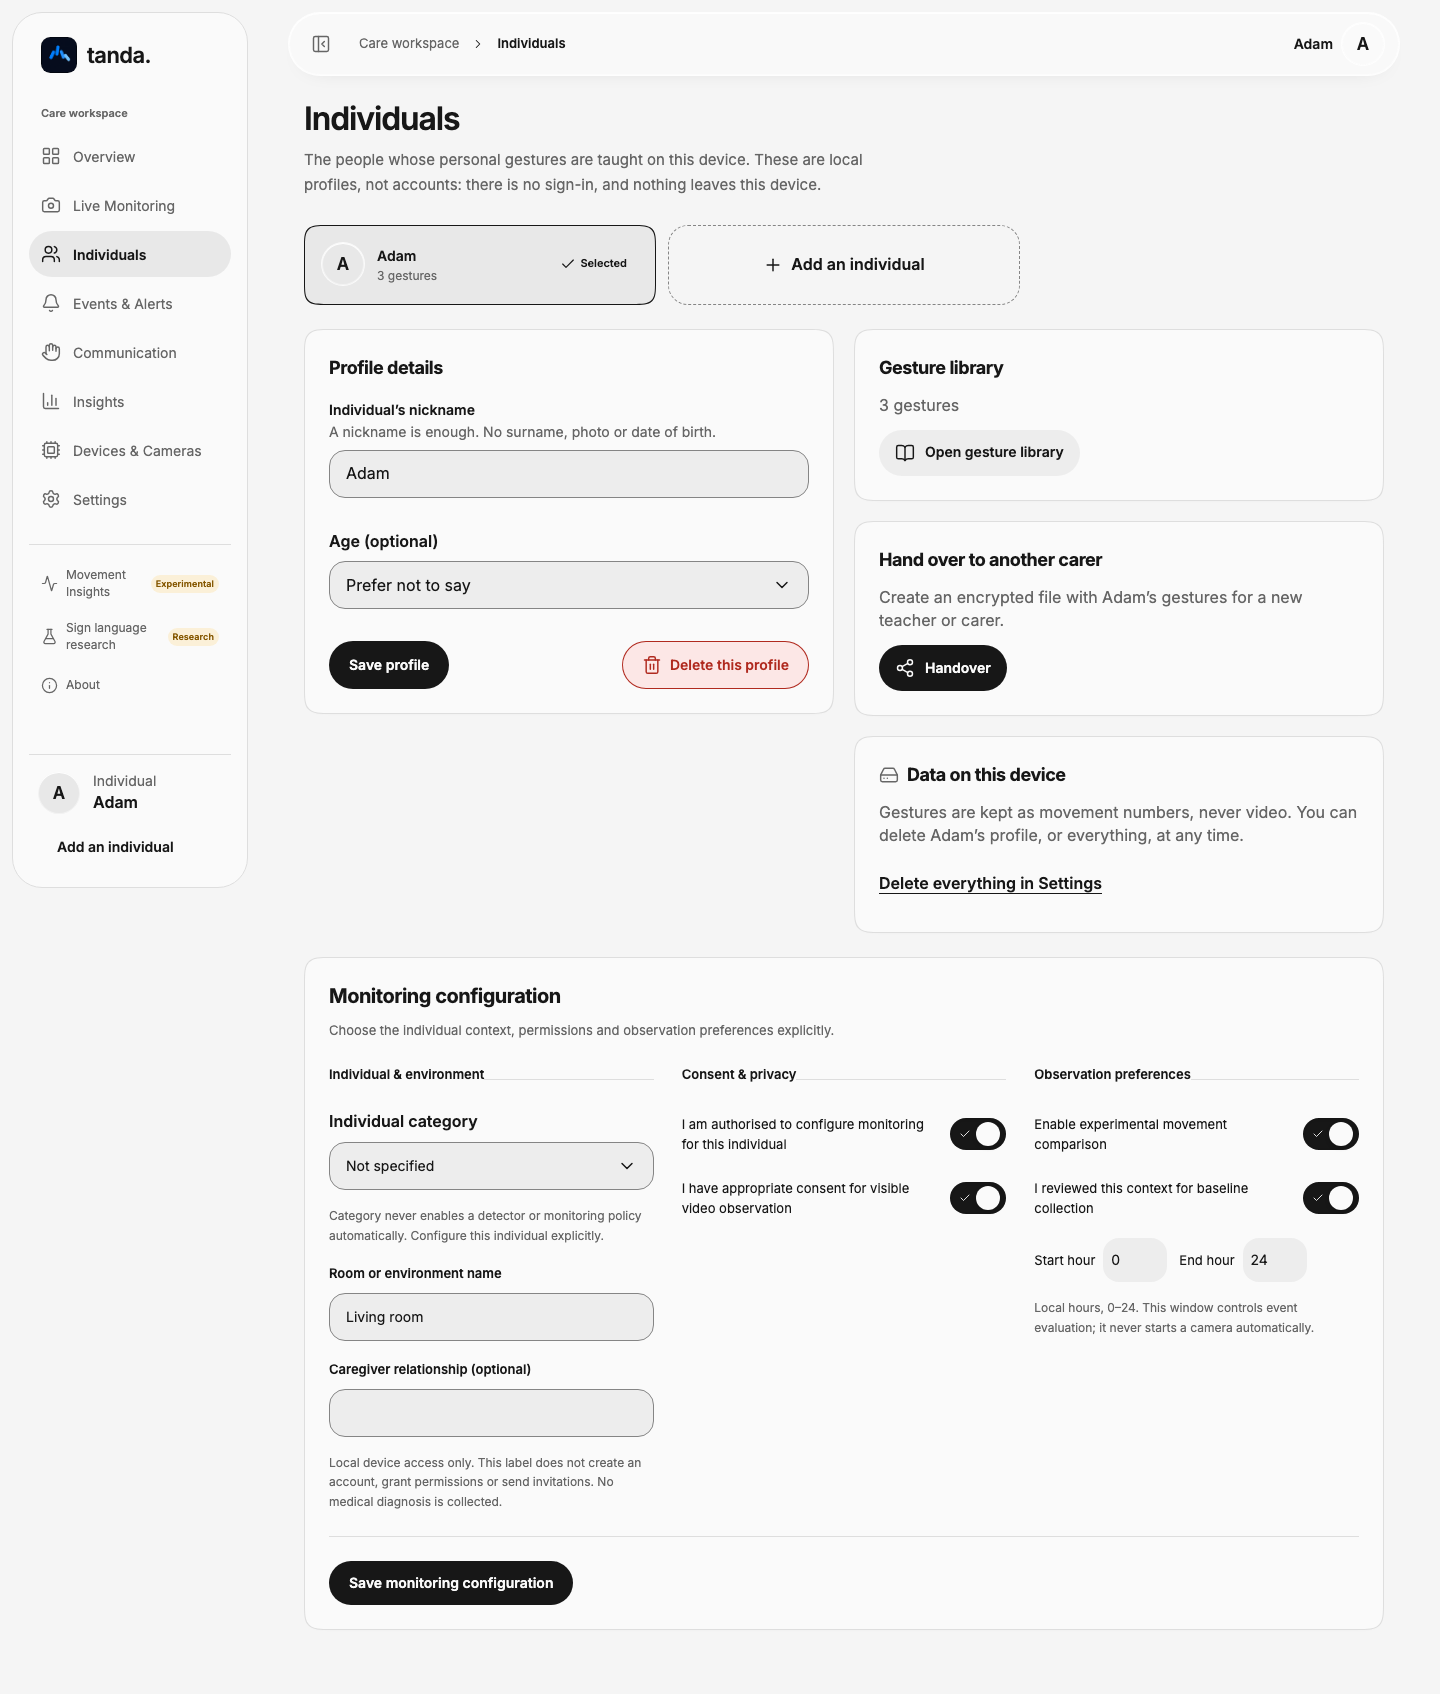 tanda.
Care workspace
Overview
Live Monitoring
Individuals
Events & Alerts
Communication
Insights
Devices & Cameras
Settings
Movement
Insights
Experimental
Sign language
research
Research
About
A
Individual
Adam
Add an individual
Care workspace
Individuals
Adam
A
Individuals
The people whose personal gestures are taught on this device. These are local
profiles, not accounts: there is no sign-in, and nothing leaves this device.
A
Adam
3 gestures
Selected
Add an individual
Profile details
Individual’s nickname
A nickname is enough. No surname, photo or date of birth.
Adam
Age (optional)
Prefer not to say
Save profile
Delete this profile
Gesture library
3 gestures
Open gesture library
Hand over to another carer
Create an encrypted file with Adam’s gestures for a new
teacher or carer.
Handover
Data on this device
Gestures are kept as movement numbers, never video. You can
delete Adam’s profile, or everything, at any time.
Delete everything in Settings
Monitoring configuration
Choose the individual context, permissions and observation preferences explicitly.
Individual & environment
Individual category
Not specified
Category never enables a detector or monitoring policy
automatically. Configure this individual explicitly.
Room or environment name
Living room
Caregiver relationship (optional)
Local device access only. This label does not create an
account, grant permissions or send invitations. No
medical diagnosis is collected.
Consent & privacy
I am authorised to configure monitoring
for this individual
I have appropriate consent for visible
video observation
Observation preferences
Enable experimental movement
comparison
I reviewed this context for baseline
collection
Start hour 0 End hour 24
Local hours, 0–24. This window controls event
evaluation; it never starts a camera automatically.
Save monitoring configuration